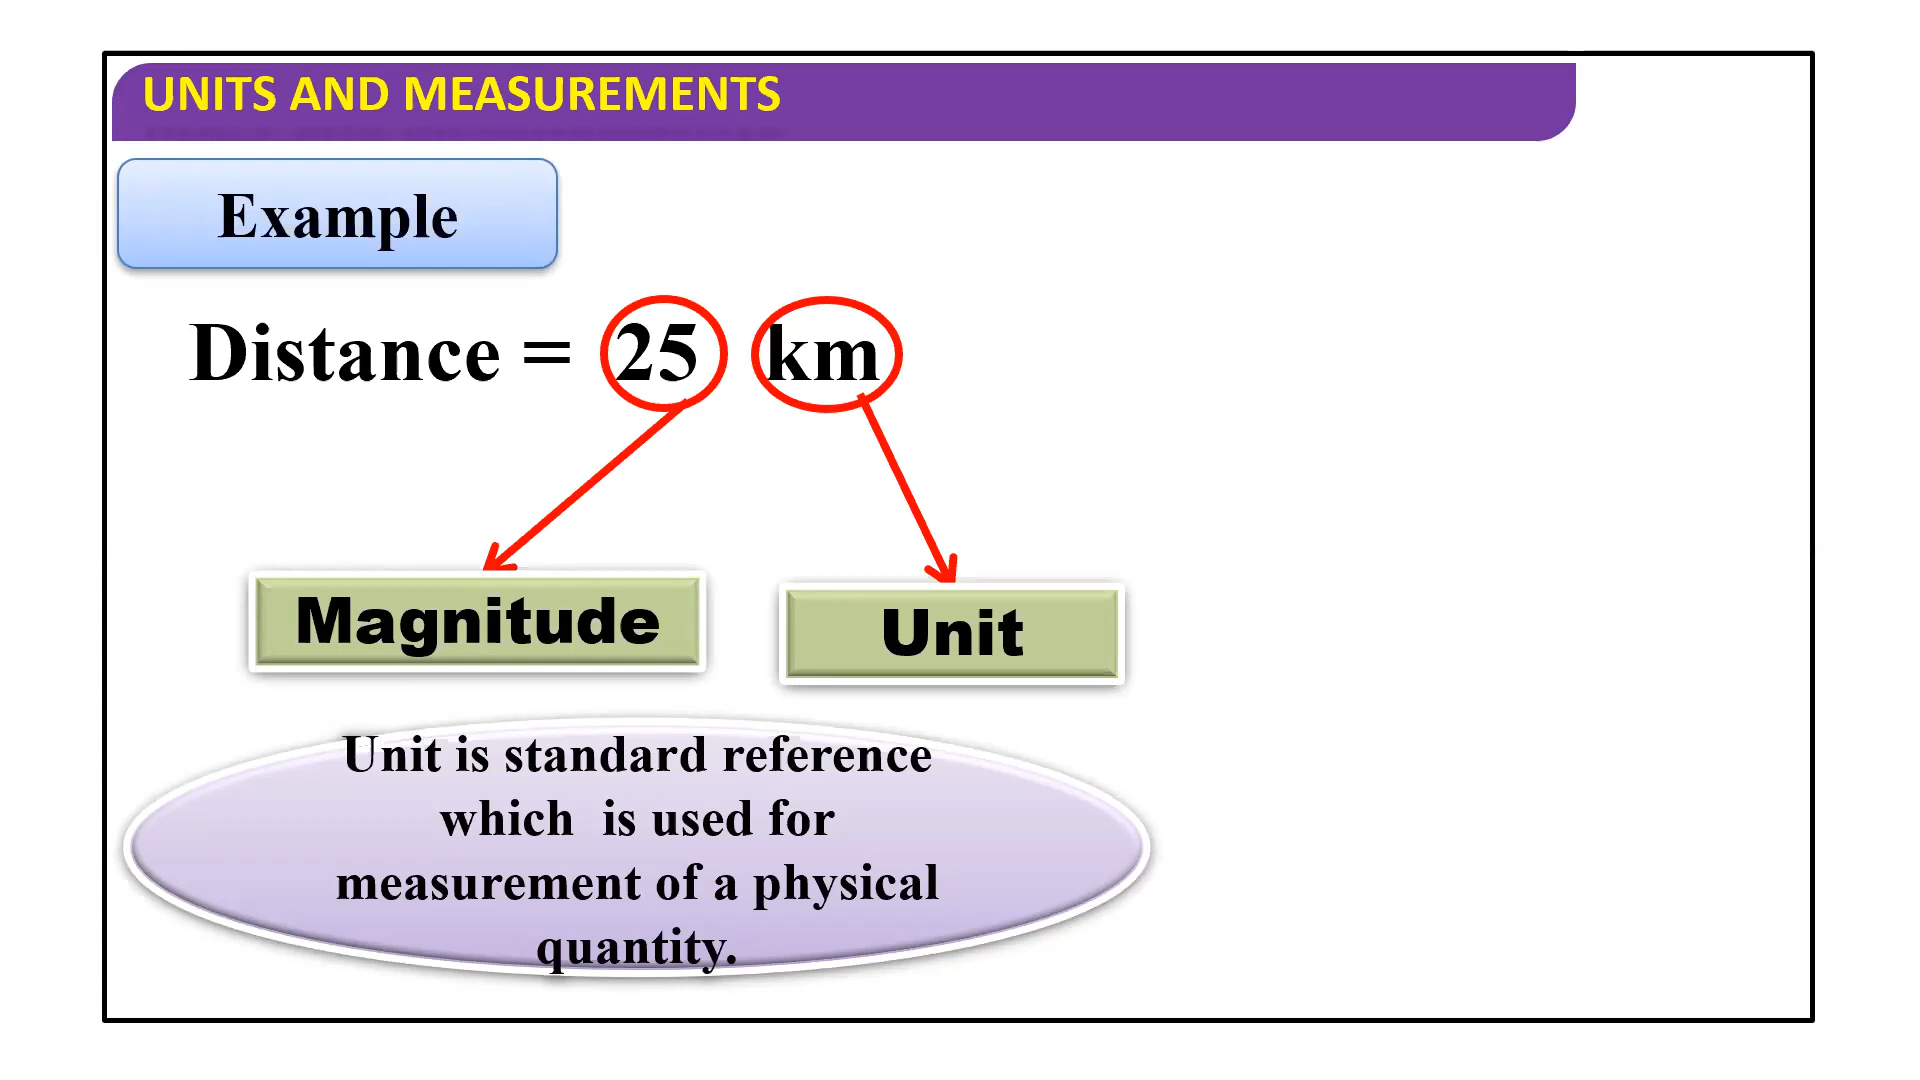 UNITS AND MEASUREMENTS
Example
Distance = 25 km
Magnitude
Unit
Unit is standard reference
which is used for
measurement of a physical
quantity.